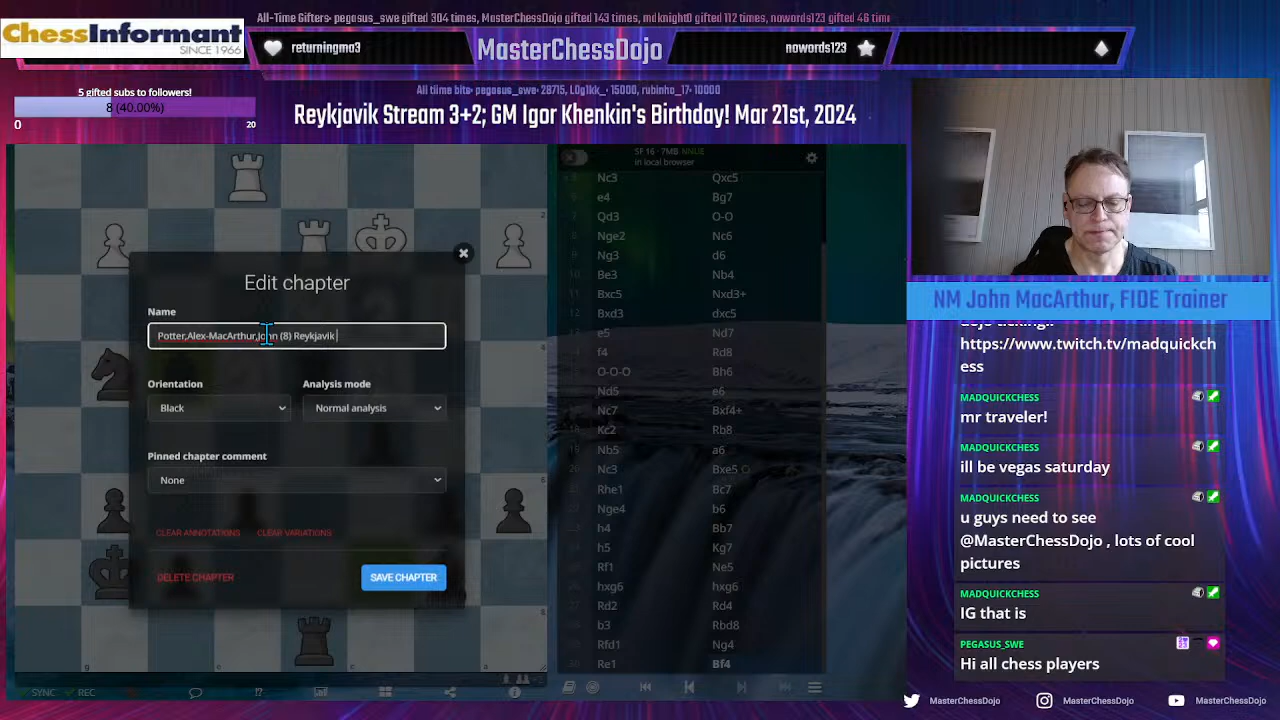 All-Time Gifters: pegasus_swe gifted 304 times, MasterChessDojo gifted 143 times, mdknight0 gifted 112 times, nowords123 gifted 46 time
ChessInformant
SINCE 1966
returningmo3
MasterChessDojo
nowords123
5 gifted subs to followers!
8 (40.00%)
0
20
All time bits• pegasus_swe• 28715, L0g1kk_• 15000, rubinho_17• 10000
Reykjavik Stream 3+2; GM Igor Khenkin's Birthday! Mar 21st, 2024
SF 16 · 7MB NNUE
in local browser
Nc3 Qxc5
e4 Bg7
Qd3 O-O
Nge2 Nc6
Ng3 d6
Be3 Nb4
Bxc5 Nxd3+
Bxd3 dxc5
e5 Nd7
f4 Rd8
O-O-O Bh6
Nd5 e6
Nc7 Bxf4+
Kc2 Rb8
Nb5 a6
Nc3 Bxe5
Rhe1 Bc7
Nge4 b6
h4 Bb7
h5 Kg7
Rf1 Ne5
hxg6 hxg6
Rd2 Rd4
b3 Rbd8
Rfd1 Ng4
Re1 Bf4
Edit chapter
Name
Potter,Alex-MacArthur,John (8) Reykjavik
Orientation
Analysis mode
Black
Normal analysis
Pinned chapter comment
None
CLEAR ANNOTATIONS
CLEAR VARIATIONS
DELETE CHAPTER
SAVE CHAPTER
SYNC
REC
NM John MacArthur, FIDE Trainer
https://www.twitch.tv/madquickch
ess
MADQUICKCHESS
mr traveler!
MADQUICKCHESS
ill be vegas saturday
MADQUICKCHESS
u guys need to see
@MasterChessDojo , lots of cool
pictures
MADQUICKCHESS
IG that is
PEGASUS_SWE
Hi all chess players
MasterChessDojo
MasterChessDojo
MasterChessDojo